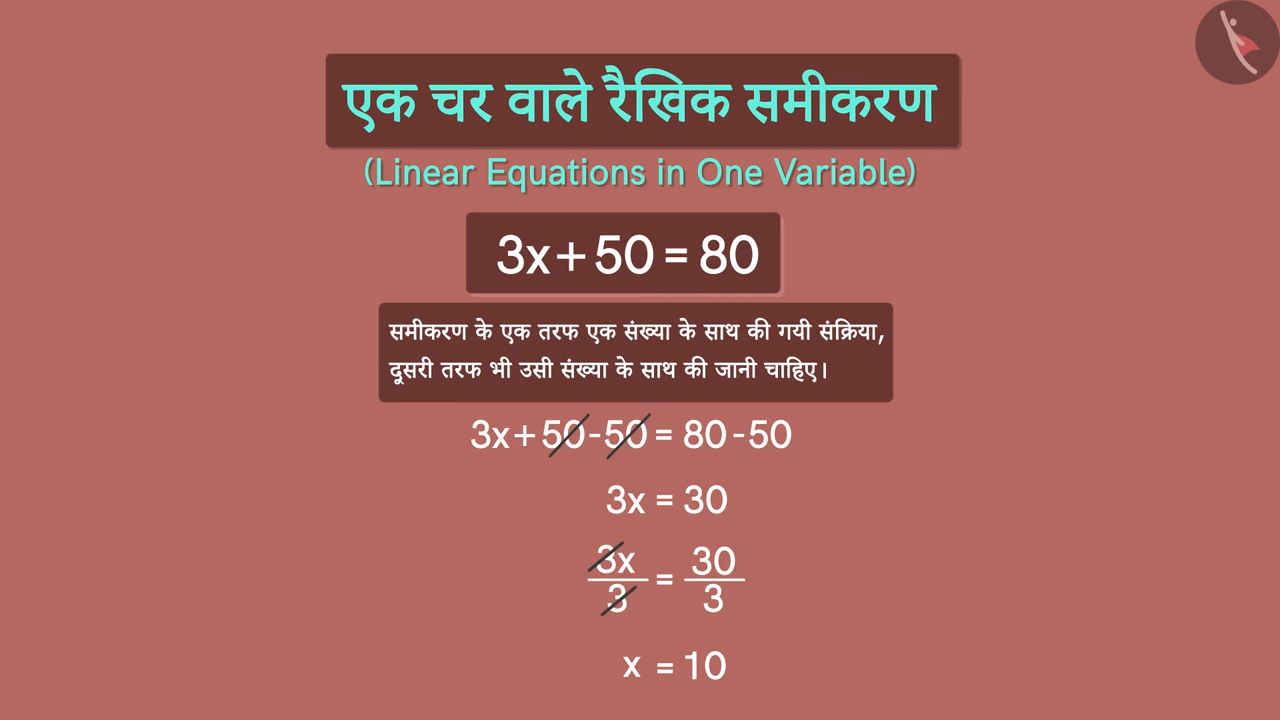 एक चर वाले रैखिक समीकरण
(Linear Equations in One Variable)
3x+50=80
समीकरण के एक तरफ एक संख्या के साथ की गयी संक्रिया,
दूसरी तरफ भी उसी संख्या के साथ की जानी चाहिए।
3x+50-50=80-50
3x = 30
3x/3 = 30/3
x = 10